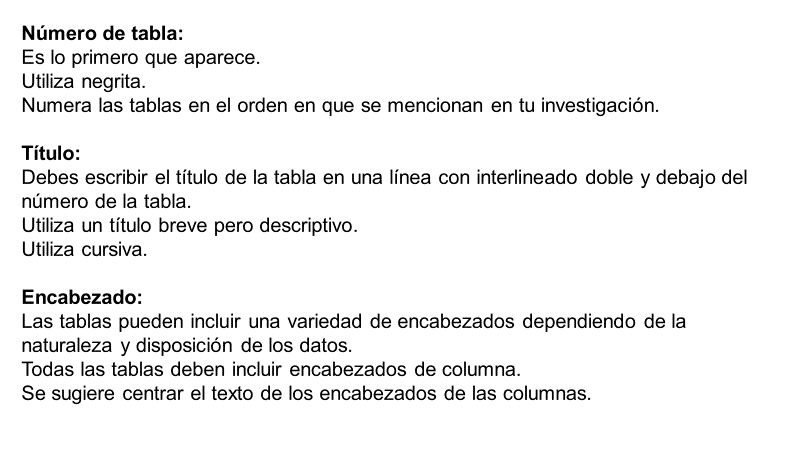 Número de tabla:
Es lo primero que aparece.
Utiliza negrita.
Numera las tablas en el orden en que se mencionan en tu investigación.
Título:
Debes escribir el título de la tabla en una línea con interlineado doble y debajo del
número de la tabla.
Utiliza un título breve pero descriptivo.
Utiliza cursiva.
Encabezado:
Las tablas pueden incluir una variedad de encabezados dependiendo de la
naturaleza y disposición de los datos.
Todas las tablas deben incluir encabezados de columna.
Se sugiere centrar el texto de los encabezados de las columnas.